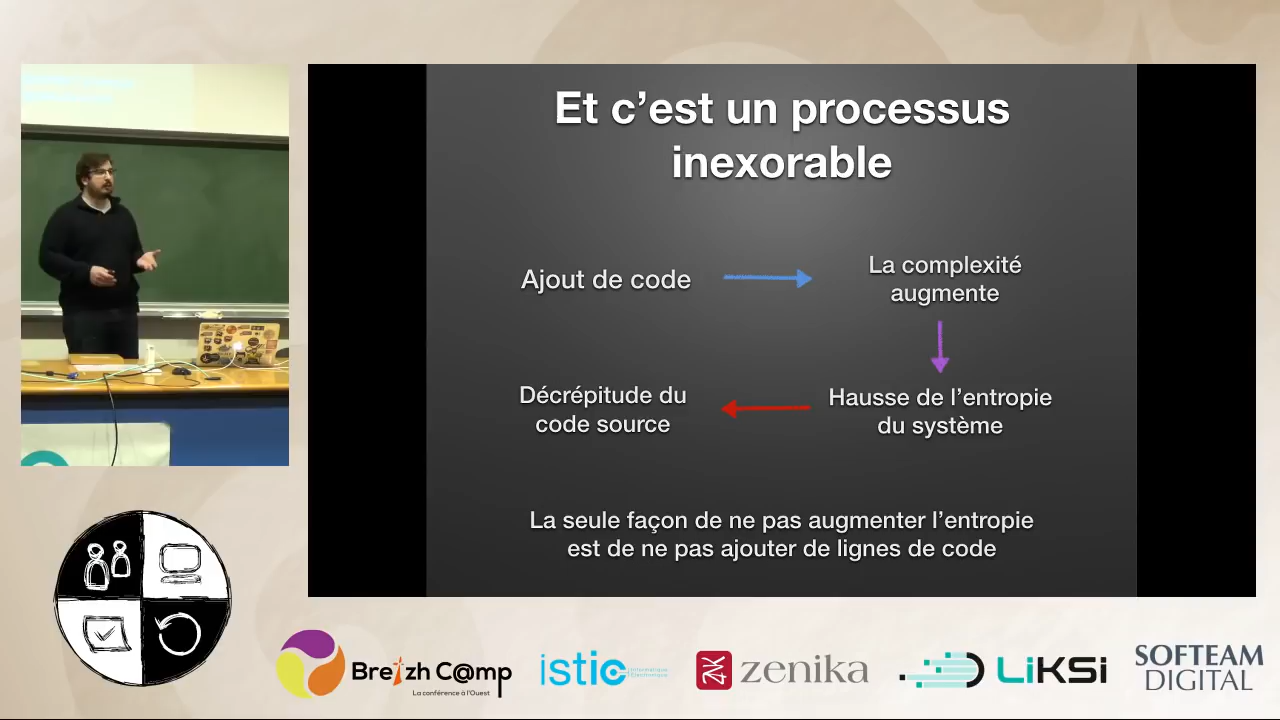 Et c'est un processus
inexorable
Ajout de code
La complexité
augmente
Décrépitude du
code source
Hausse de l'entropie
du système
La seule façon de ne pas augmenter l'entropie
est de ne pas ajouter de lignes de code
Breizh C@mp
La conférence à l'Ouest
istic
Informatique
Électronique
zenika
LiKSi
SOFTEAM
DIGITAL